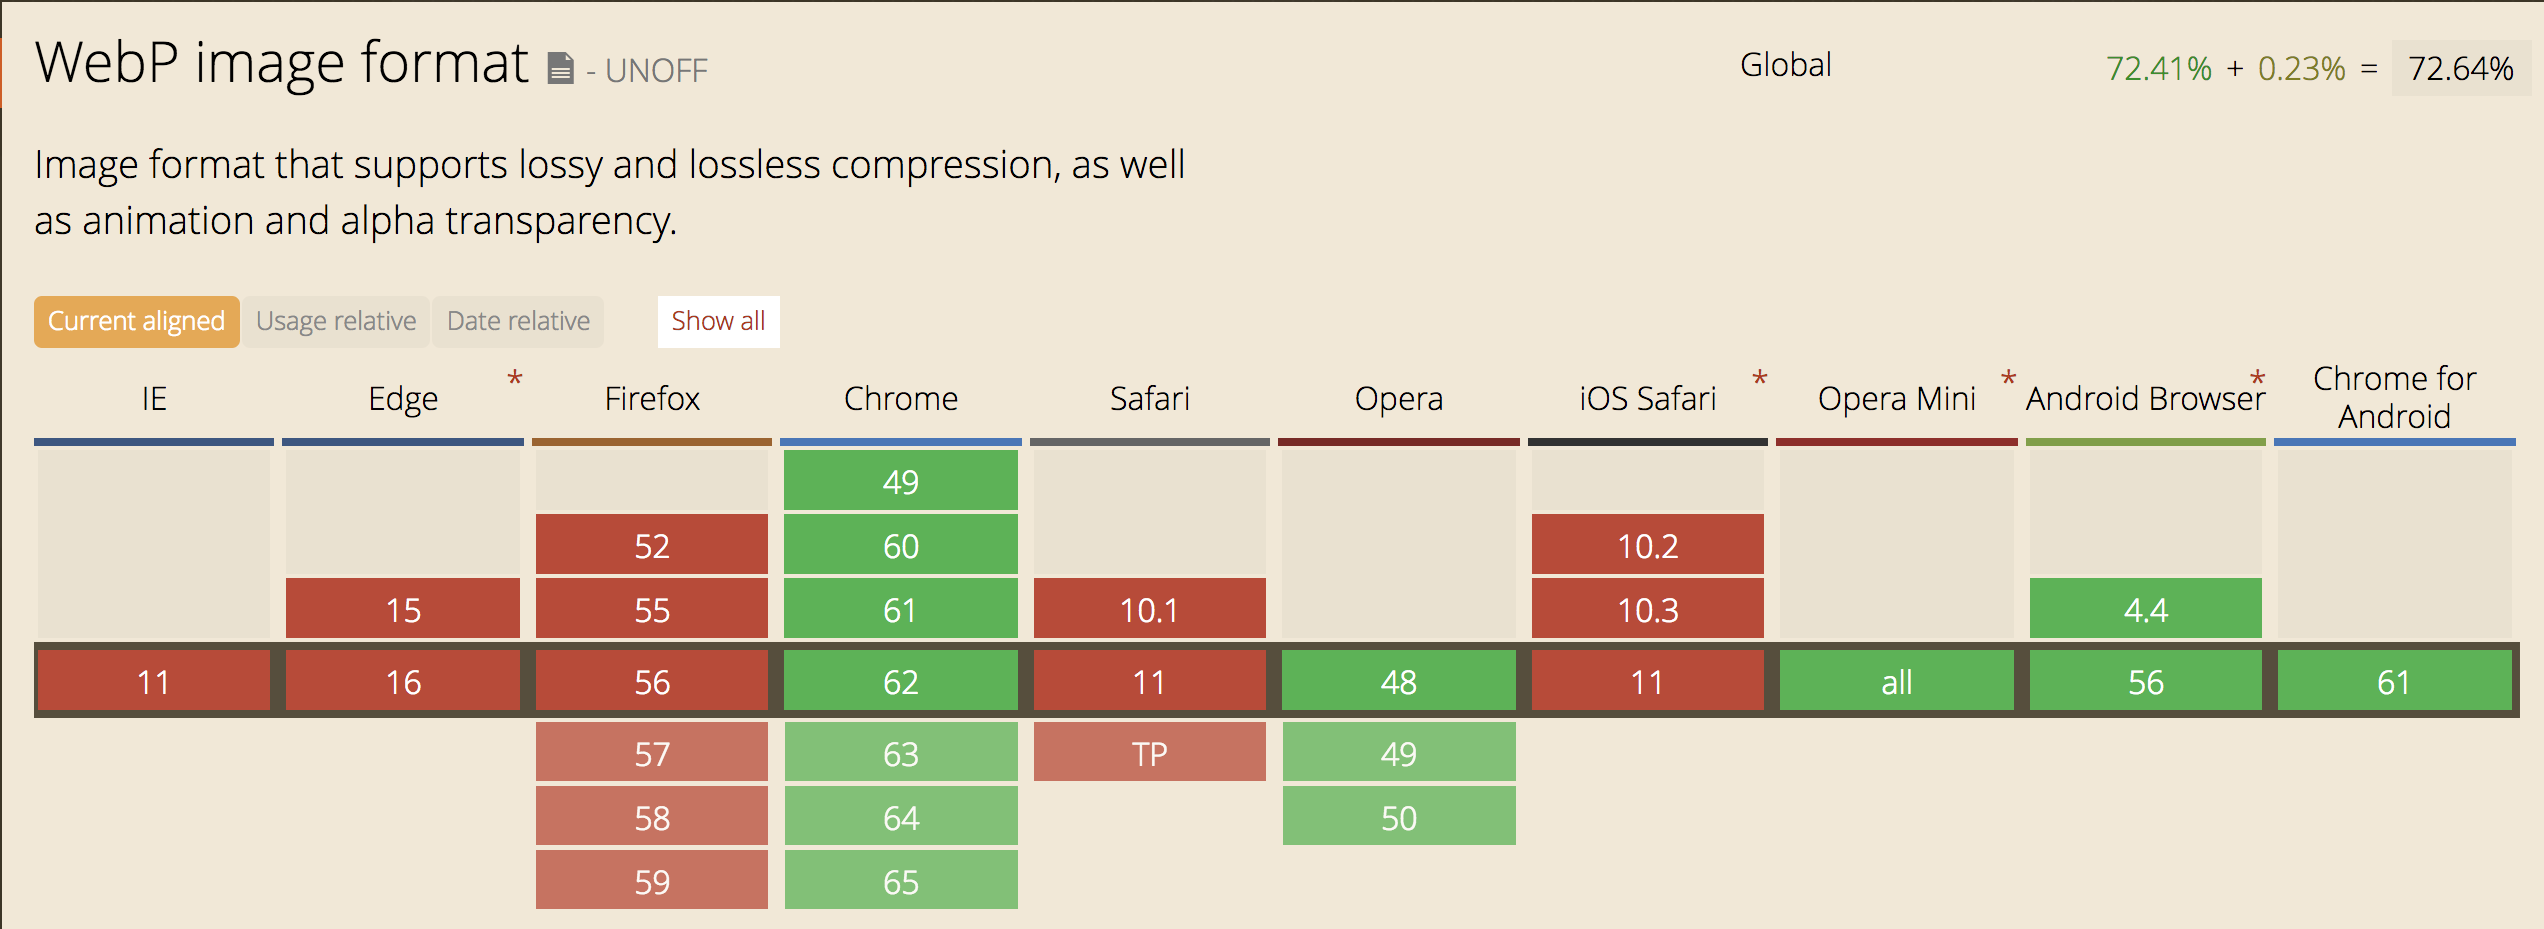 WebP image format - UNOFF
Global 72.41% + 0.23% = 72.64%
Image format that supports lossy and lossless compression, as well
as animation and alpha transparency.
Current aligned Usage relative Date relative Show all
IE Edge * Firefox Chrome Safari Opera iOS Safari * Opera Mini * Android Browser * Chrome for
Android
49
52 60 10.2
15 55 61 10.1 10.3 4.4
11 16 56 62 11 48 11 all 56 61
57 63 TP 49
58 64 50
59 65